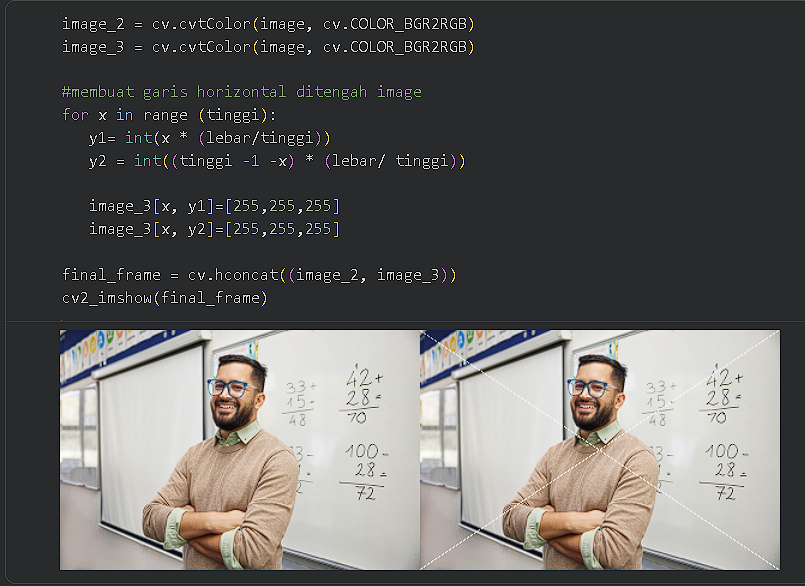 image_2 = cv.cvtColor(image, cv.COLOR_BGR2RGB)
image_3 = cv.cvtColor(image, cv.COLOR_BGR2RGB)
#membuat garis horizontal ditengah image
for x in range (tinggi):
y1= int(x * (lebar/tinggi))
y2 = int((tinggi -1 -x) * (lebar/ tinggi))
image_3[x, y1]=[255,255,255]
image_3[x, y2]=[255,255,255]
final_frame = cv.hconcat((image_2, image_3))
cv2_imshow(final_frame)
33+
15=
48
42+
28=
70
3-
100-
28=
72
33+
15=
48
42+
28=
70
3-
100-
28=
72